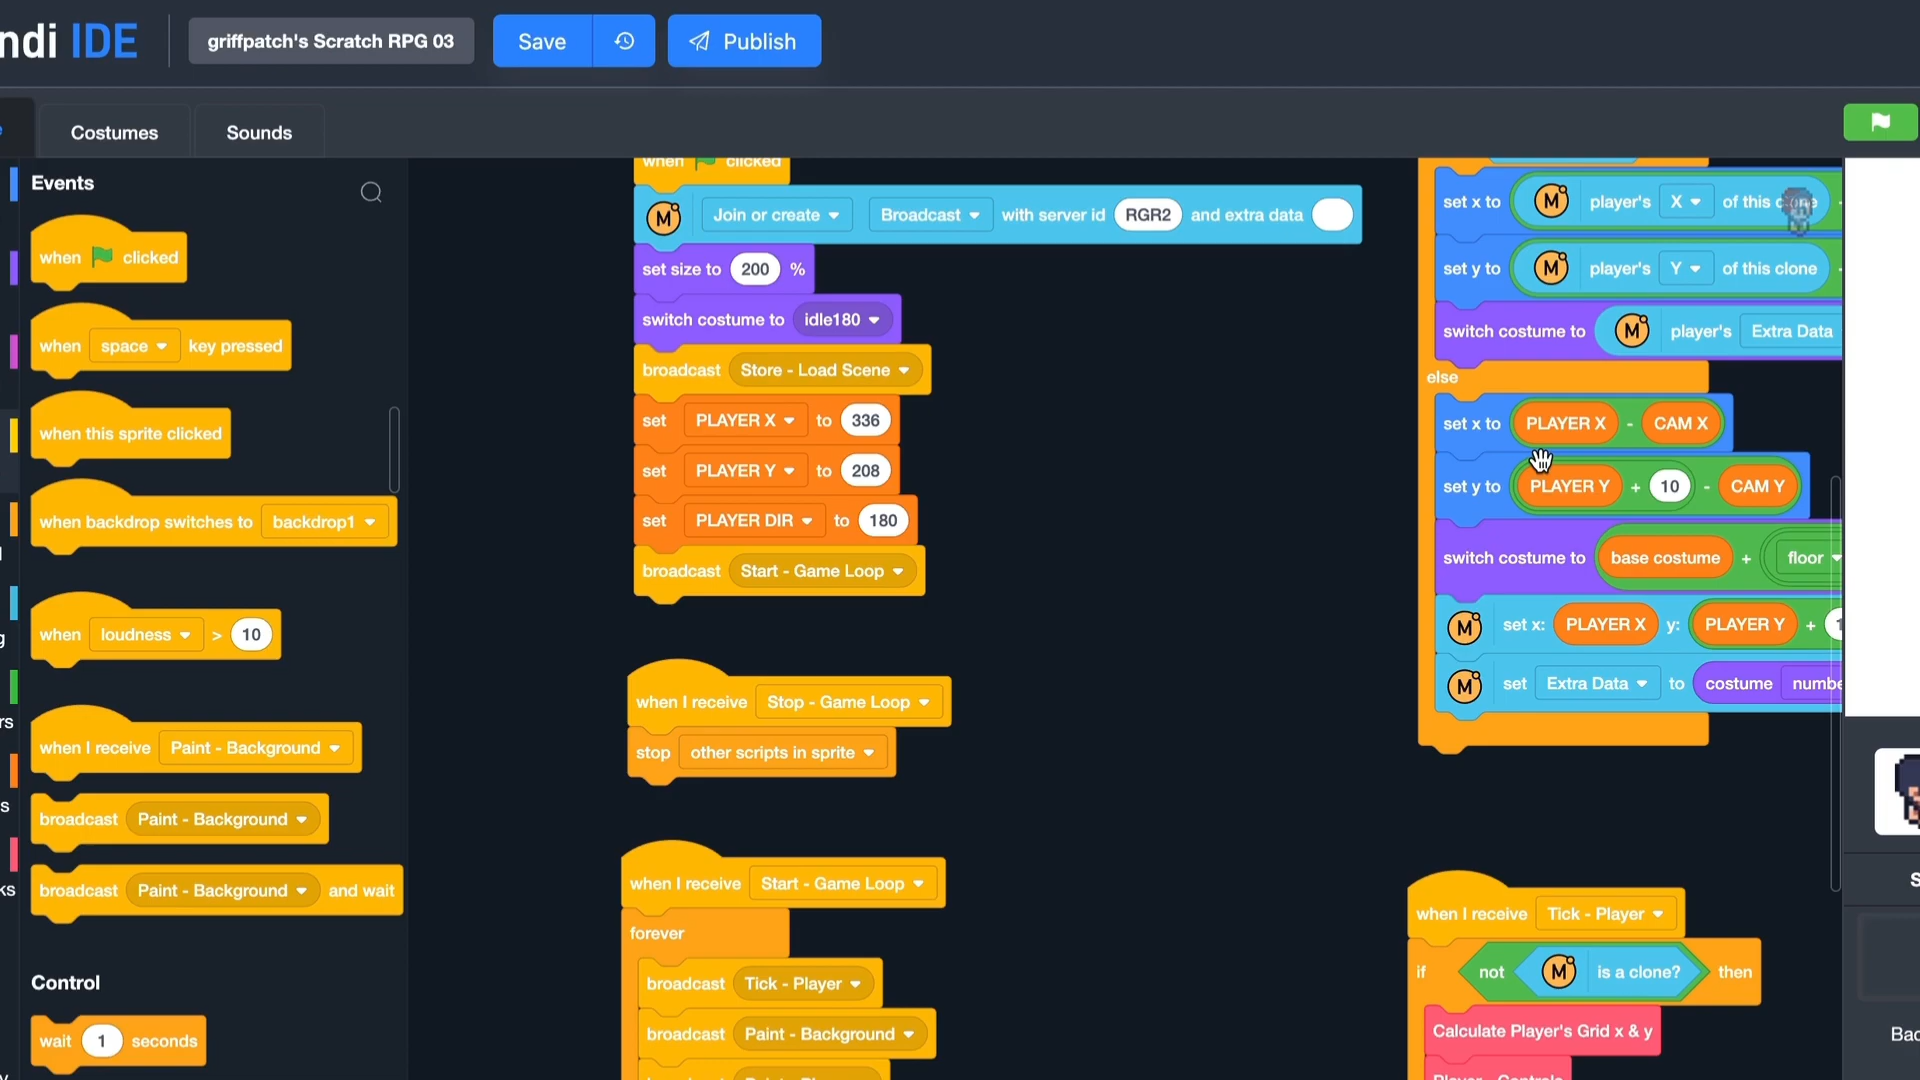 ndi IDE
griffpatch's Scratch RPG 03
Save
Publish
Costumes
Sounds
Events
when clicked
when space key pressed
when this sprite clicked
when backdrop switches to backdrop1
when loudness > 10
when I receive Paint - Background
broadcast Paint - Background
broadcast Paint - Background and wait
Control
wait 1 seconds
when clicked
M Join or create Broadcast with server id RGR2 and extra data
set size to 200 %
switch costume to idle180
broadcast Store - Load Scene
set PLAYER X to 336
set PLAYER Y to 208
set PLAYER DIR to 180
broadcast Start - Game Loop
when I receive Stop - Game Loop
stop other scripts in sprite
when I receive Start - Game Loop
forever
broadcast Tick - Player
broadcast Paint - Background
set x to M player's X of this clone -
set y to M player's Y of this clone -
switch costume to M player's Extra Data
else
set x to PLAYER X - CAM X
set y to PLAYER Y + 10 - CAM Y
switch costume to base costume + floor
M set x: PLAYER X y: PLAYER Y + 1
M set Extra Data to costume numbe
when I receive Tick - Player
if not M is a clone? then
Calculate Player's Grid x & y
S
Bac